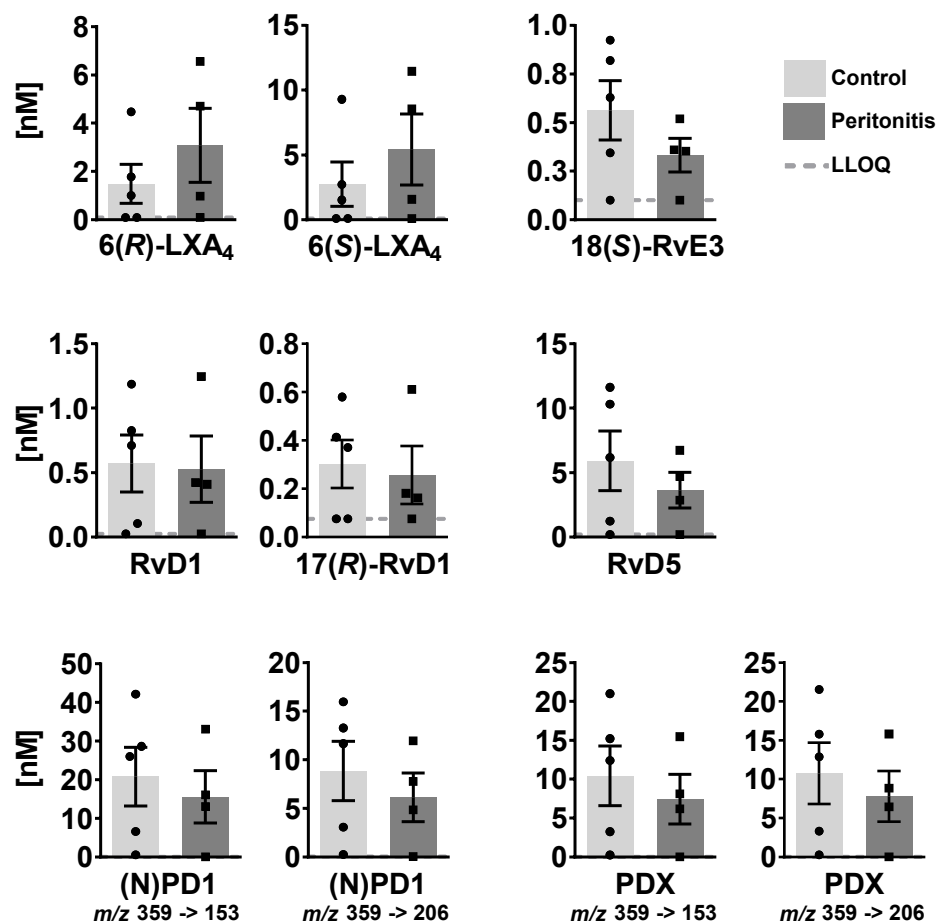 8
6
4
2
0
[nM]
6(R)-LXA4
15
10
5
0
6(S)-LXA4
1.0
0.8
0.5
0.3
0.0
18(S)-RvE3
Control
Peritonitis
LLOQ
1.5
1.0
0.5
0.0
[nM]
RvD1
0.8
0.6
0.4
0.2
0.0
17(R)-RvD1
15
10
5
0
RvD5
50
40
30
20
10
0
[nM]
(N)PD1
m/z 359 -> 153
20
15
10
5
0
(N)PD1
m/z 359 -> 206
25
20
15
10
5
0
PDX
m/z 359 -> 153
25
20
15
10
5
0
PDX
m/z 359 -> 206